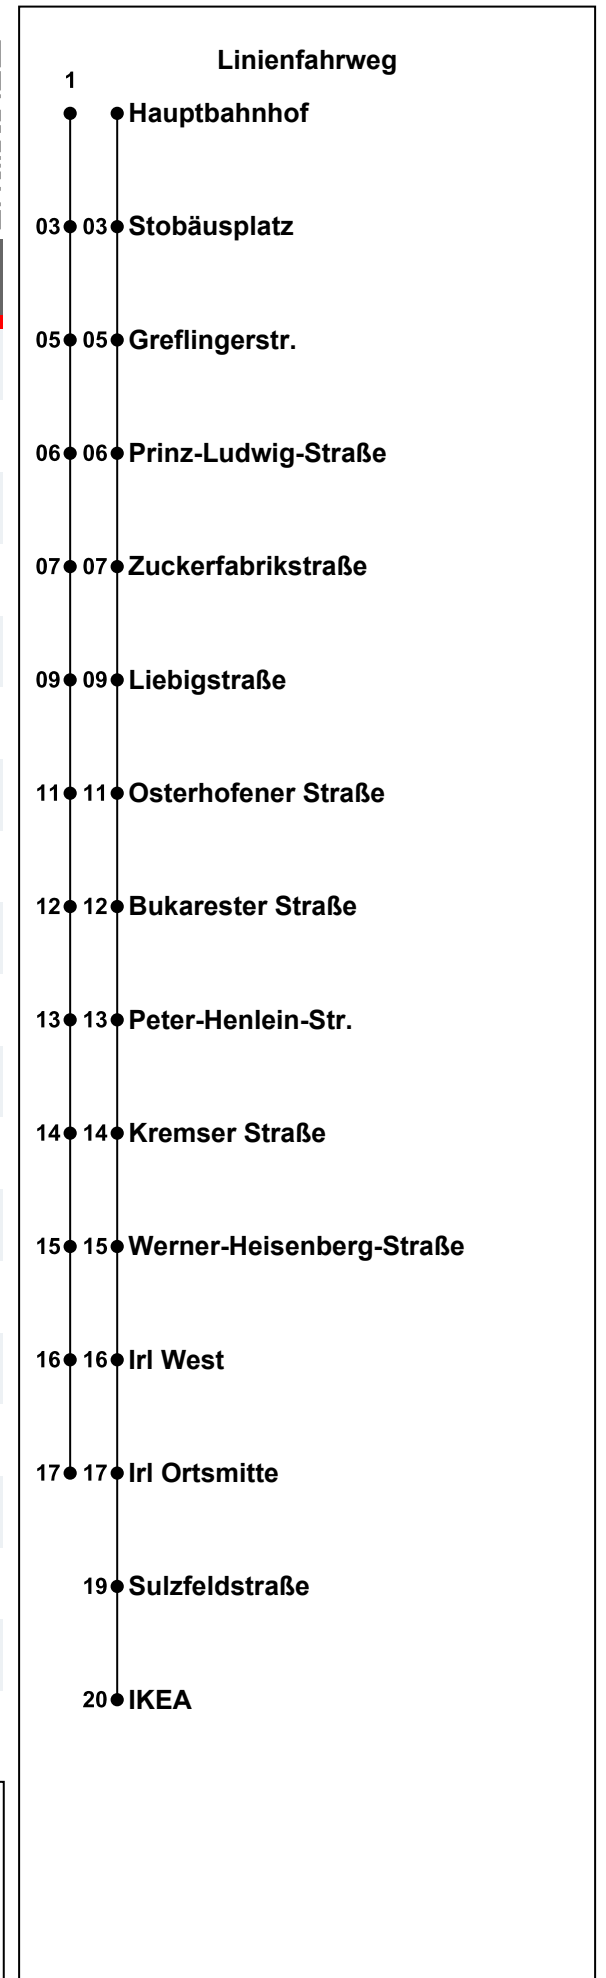 Linienfahrweg
1
Hauptbahnhof
03 03 Stobäusplatz
05 05 Greflingerstr.
06 06 Prinz-Ludwig-Straße
07 07 Zuckerfabrikstraße
09 09 Liebigstraße
11 11 Osterhofener Straße
12 12 Bukarester Straße
13 13 Peter-Henlein-Str.
14 14 Kremser Straße
15 15 Werner-Heisenberg-Straße
16 16 Irl West
17 17 Irl Ortsmitte
19 Sulzfeldstraße
20 IKEA